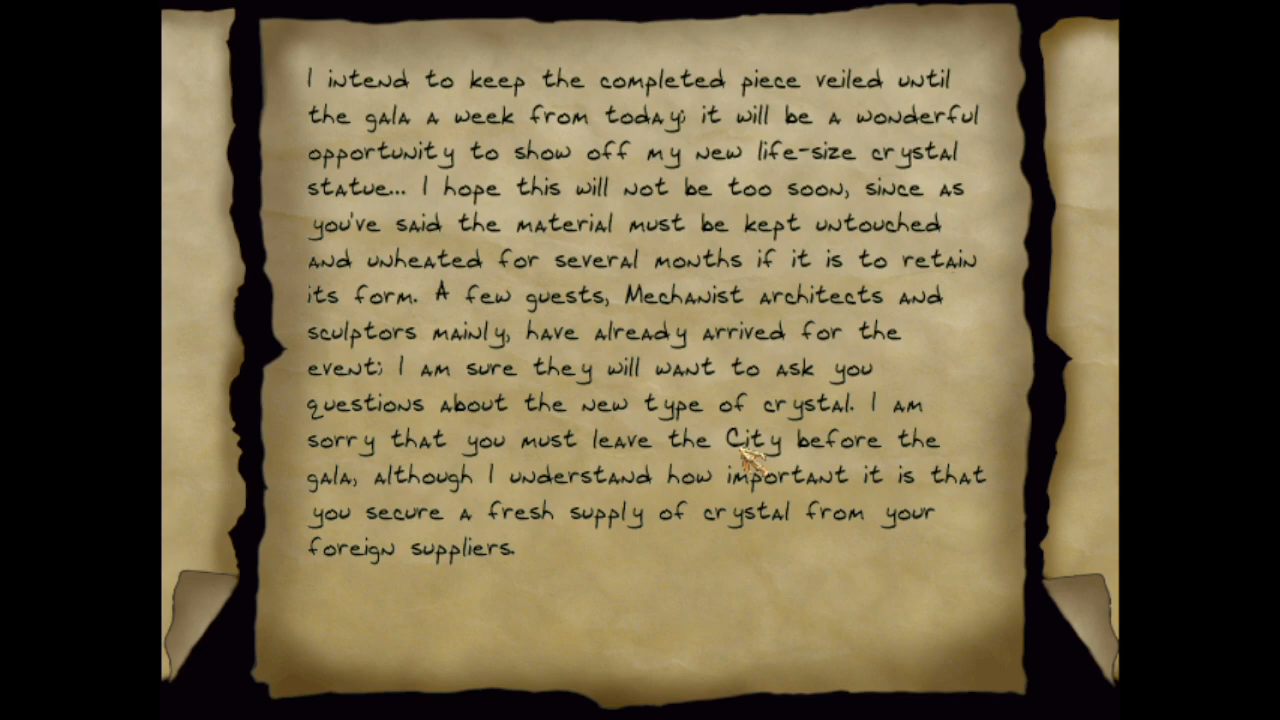 I intend to keep the completed piece veiled until
the gala a week from today; it will be a wonderful
opportunity to show off my new life-size crystal
statue... I hope this will not be too soon, since as
you've said the material must be kept untouched
and unheated for several months if it is to retain
its form. A few guests, Mechanist architects and
sculptors mainly, have already arrived for the
event; I am sure they will want to ask you
questions about the new type of crystal. I am
sorry that you must leave the City before the
gala, although I understand how important it is that
you secure a fresh supply of crystal from your
foreign suppliers.